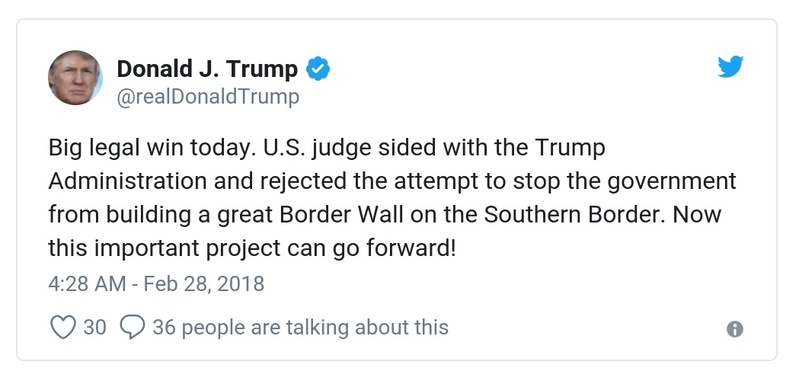 Donald J. Trump
@realDonaldTrump
Big legal win today. U.S. judge sided with the Trump
Administration and rejected the attempt to stop the government
from building a great Border Wall on the Southern Border. Now
this important project can go forward!
4:28 AM - Feb 28, 2018
30 36 people are talking about this